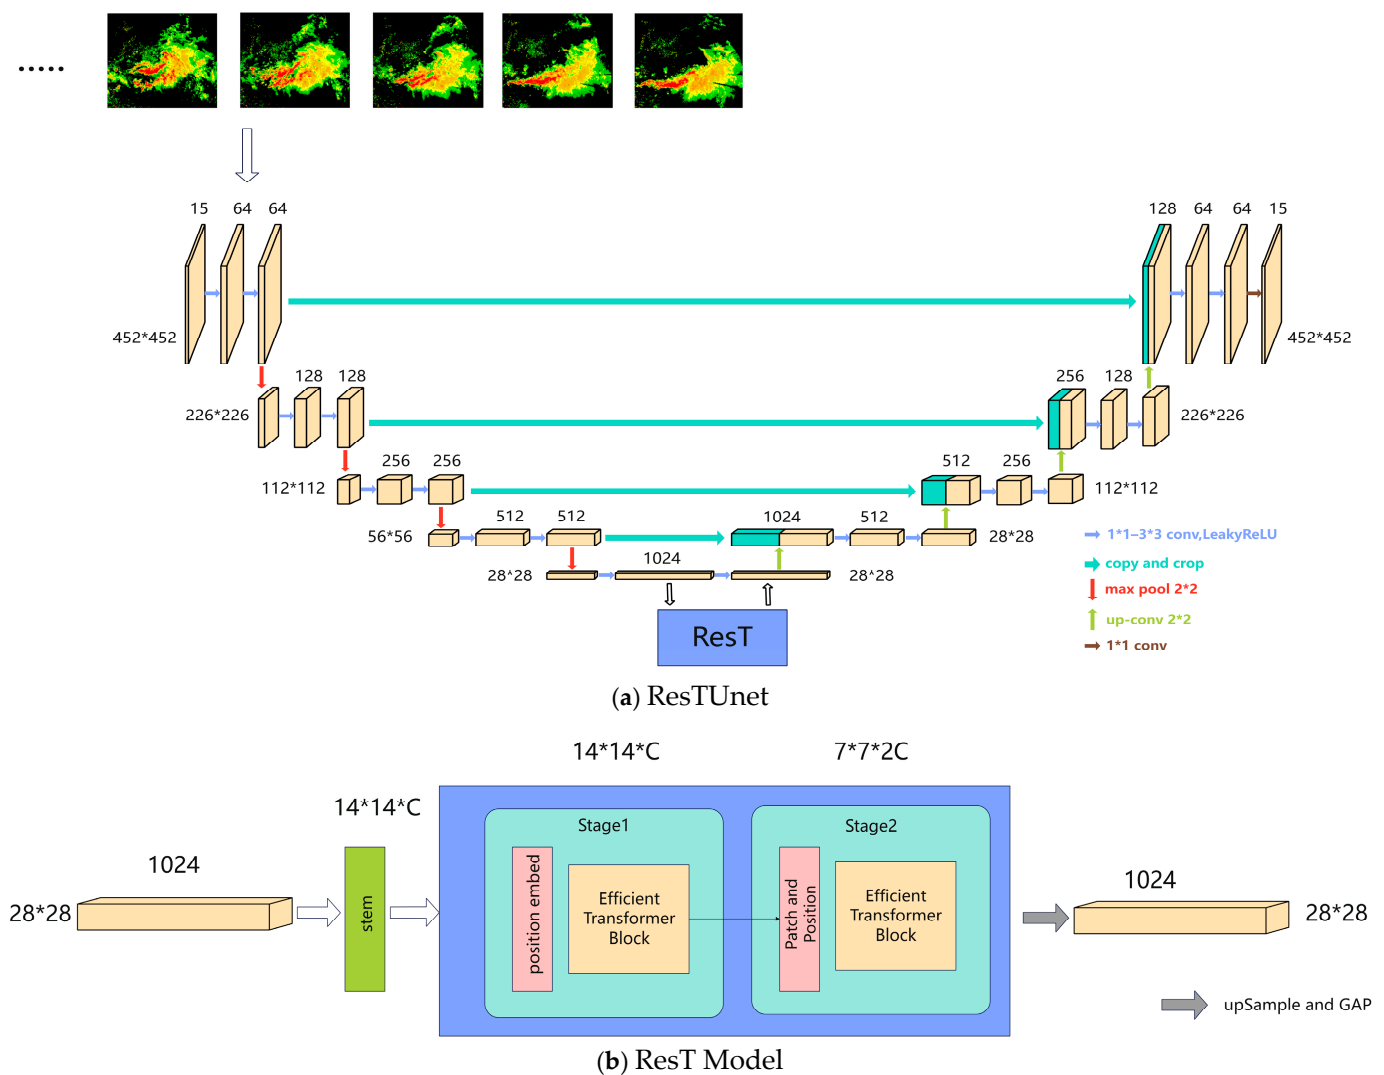 .....
15 64 64
128 64 64 15
452*452
452*452
128 128
256 128
226*226
226*226
256 256
512 256
112*112
112*112
512 512
1024 512
56*56
28*28
1024
28*28
28*28
ResT
1*1–3*3 conv,LeakyReLU
copy and crop
max pool 2*2
up-conv 2*2
1*1 conv
(a) ResTUnet
14*14*C
7*7*2C
14*14*C
Stage1
Stage2
1024
28*28
stem
position embed
Efficient
Transformer
Block
Patch and
Position
Efficient
Transformer
Block
1024
28*28
upSample and GAP
(b) ResT Model